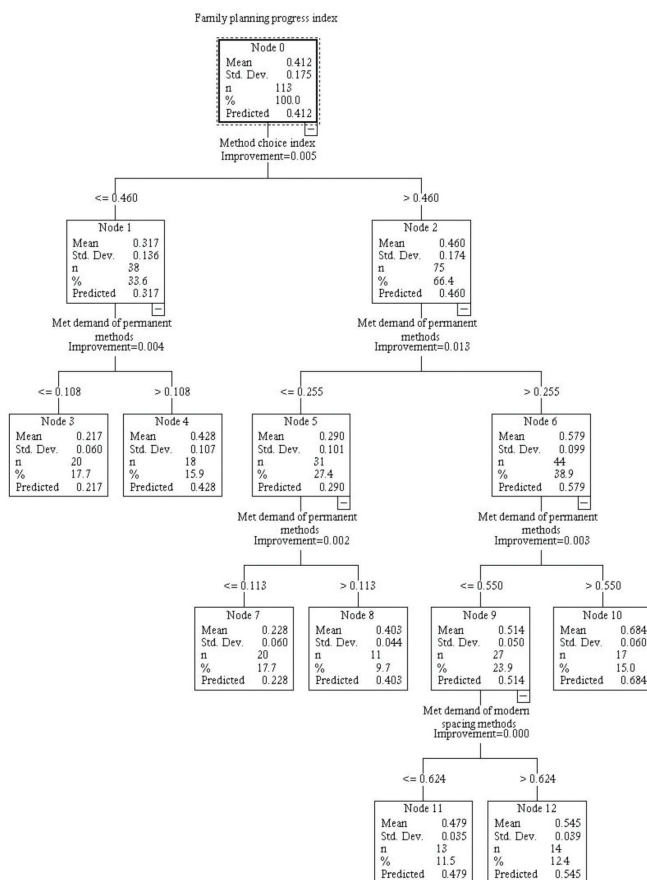 Family planning progress index
Node 0
Mean 0.412
Std. Dev. 0.175
n 113
% 100.0
Predicted 0.412
Method choice index
Improvement=0.005
<= 0.460
> 0.460
Node 1
Mean 0.317
Std. Dev. 0.136
n 38
% 33.6
Predicted 0.317
Node 2
Mean 0.460
Std. Dev. 0.174
n 75
% 66.4
Predicted 0.460
Met demand of permanent
methods
Improvement=0.004
Met demand of permanent
methods
Improvement=0.013
<= 0.108
> 0.108
<= 0.255
> 0.255
Node 3
Mean 0.217
Std. Dev. 0.060
n 20
% 17.7
Predicted 0.217
Node 4
Mean 0.428
Std. Dev. 0.107
n 18
% 15.9
Predicted 0.428
Node 5
Mean 0.290
Std. Dev. 0.101
n 31
% 27.4
Predicted 0.290
Node 6
Mean 0.579
Std. Dev. 0.099
n 44
% 38.9
Predicted 0.579
Met demand of permanent
methods
Improvement=0.002
Met demand of permanent
methods
Improvement=0.003
<= 0.113
> 0.113
<= 0.550
> 0.550
Node 7
Mean 0.228
Std. Dev. 0.060
n 20
% 17.7
Predicted 0.228
Node 8
Mean 0.403
Std. Dev. 0.044
n 11
% 9.7
Predicted 0.403
Node 9
Mean 0.514
Std. Dev. 0.050
n 27
% 23.9
Predicted 0.514
Node 10
Mean 0.684
Std. Dev. 0.060
n 17
% 15.0
Predicted 0.684
Met demand of modern
spacing methods
Improvement=0.000
<= 0.624
> 0.624
Node 11
Mean 0.479
Std. Dev. 0.035
n 13
% 11.5
Predicted 0.479
Node 12
Mean 0.545
Std. Dev. 0.039
n 14
% 12.4
Predicted 0.545